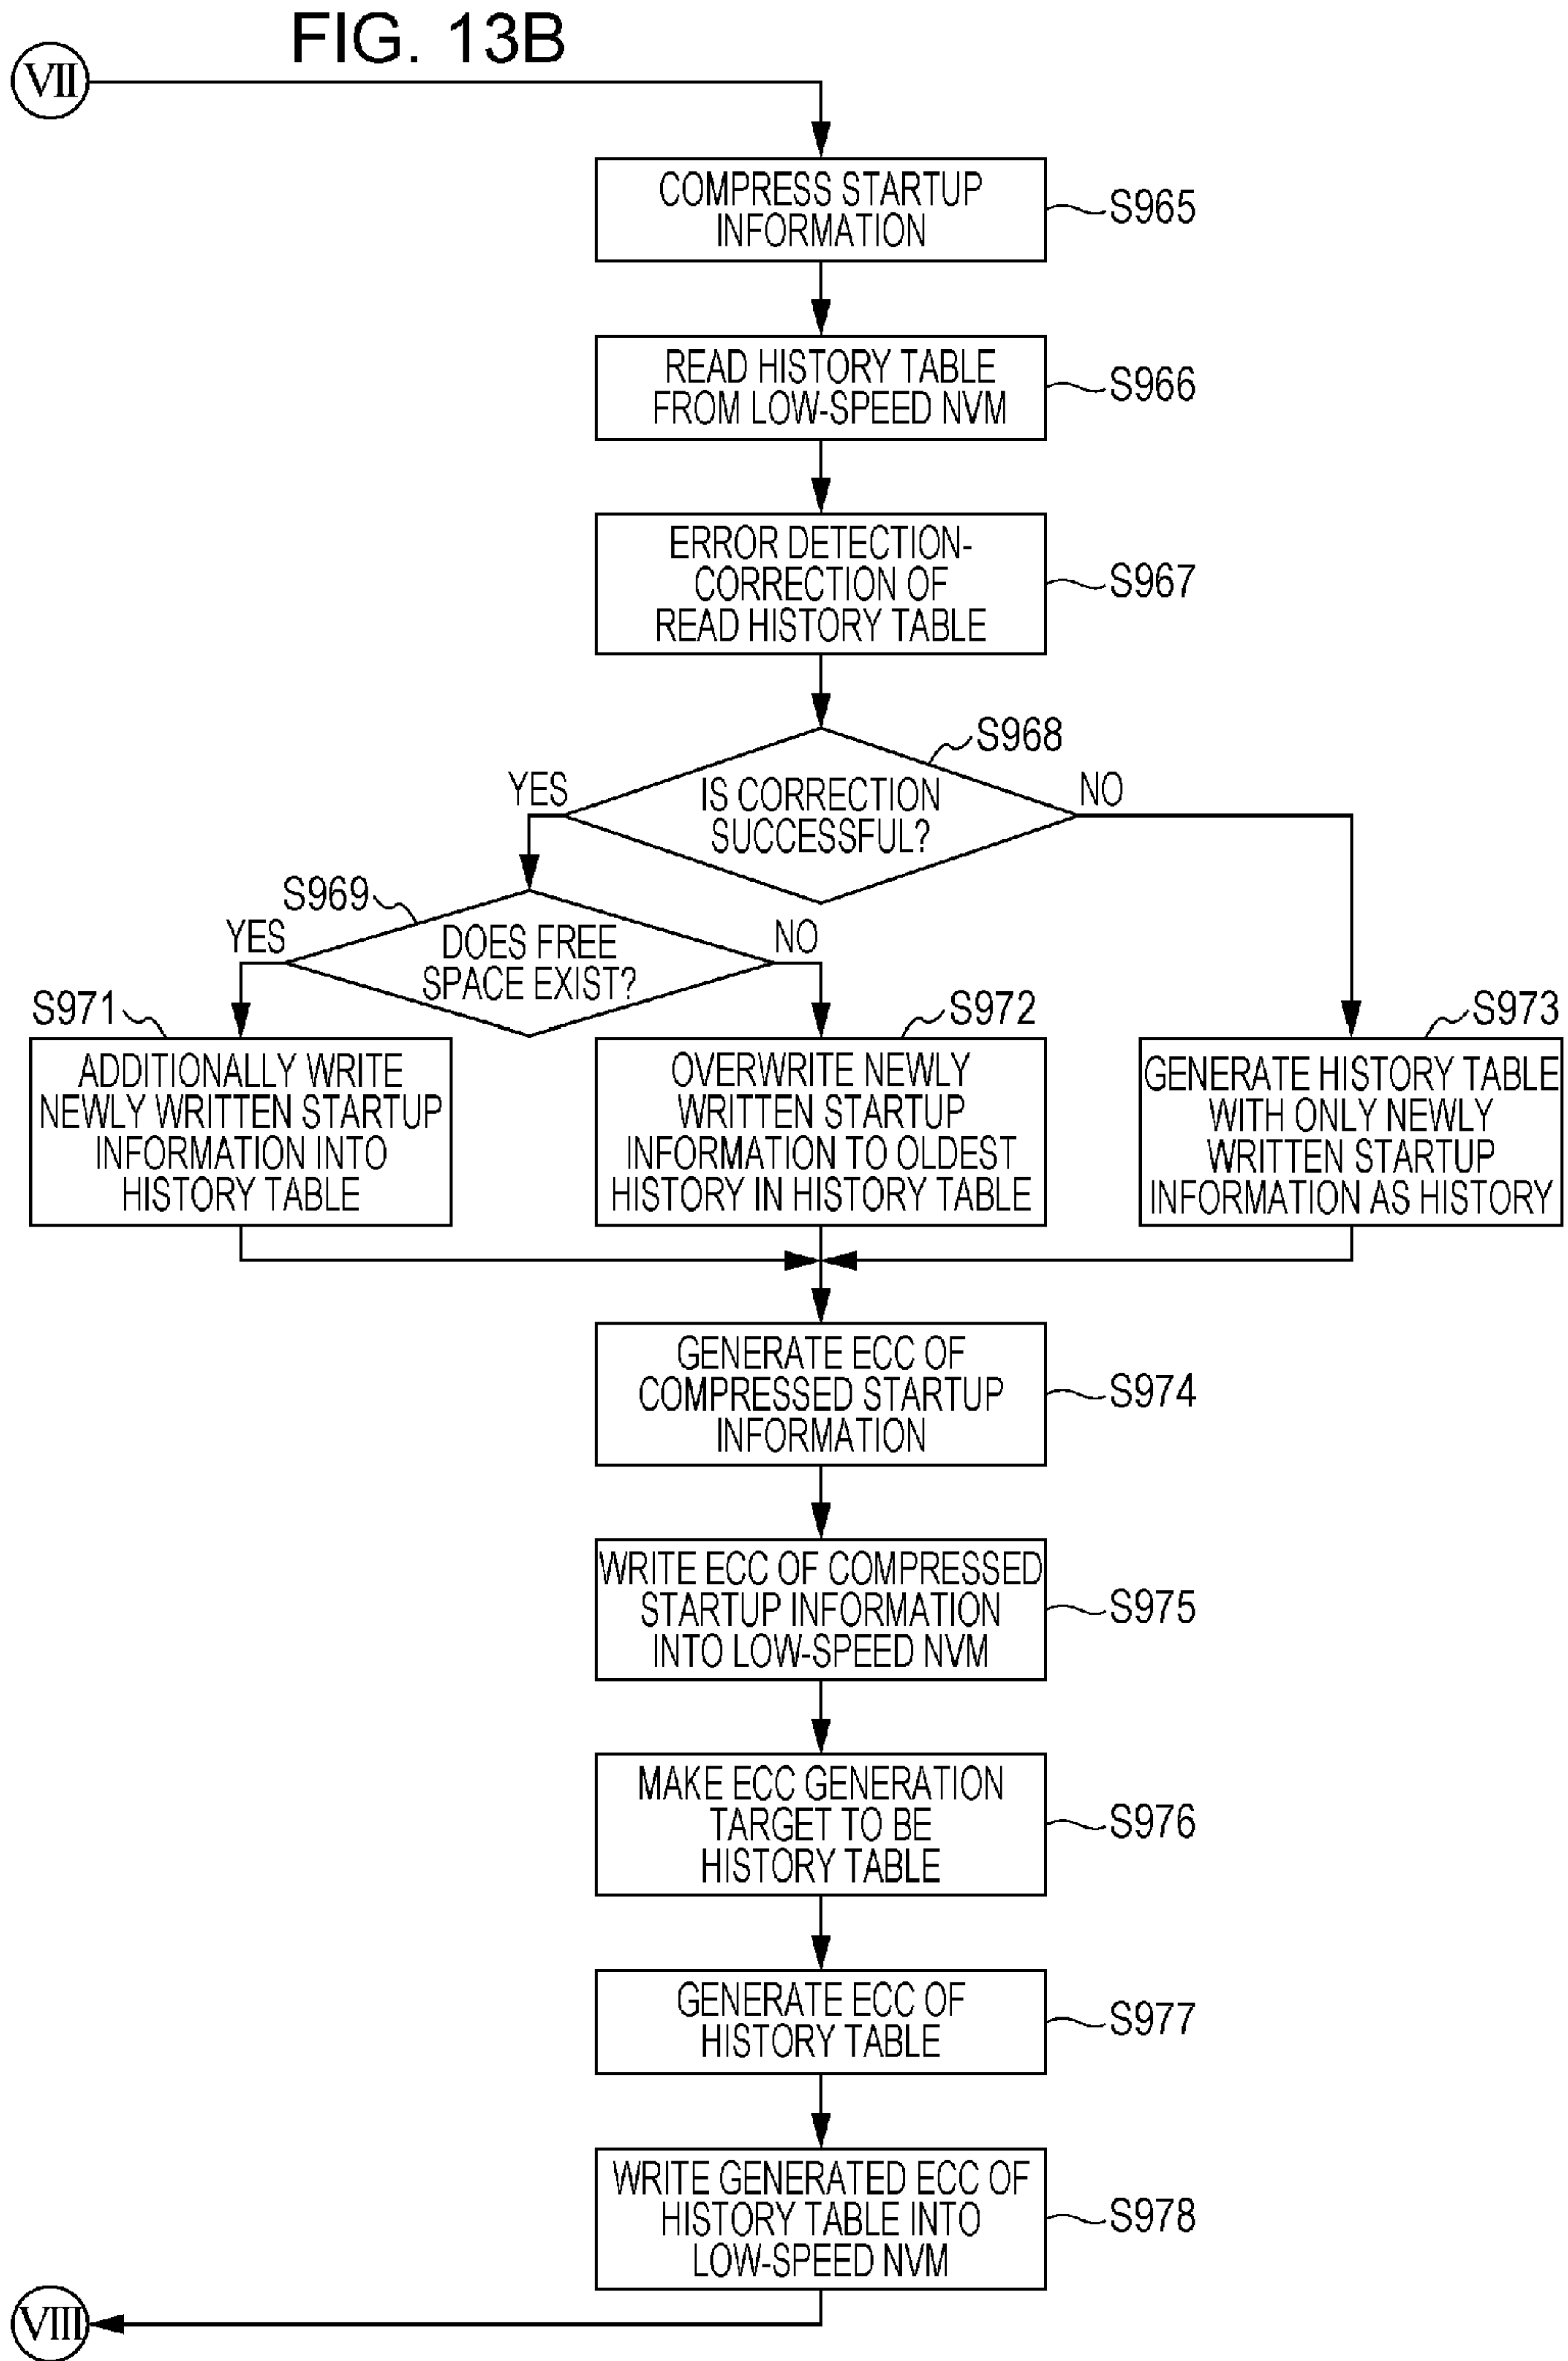 FIG. 13B
VII
COMPRESS STARTUP
INFORMATION
S965
READ HISTORY TABLE
FROM LOW-SPEED NVM
S966
ERROR DETECTION-
CORRECTION OF
READ HISTORY TABLE
S967
S968
YES
IS CORRECTION
SUCCESSFUL?
NO
S969
YES
DOES FREE
SPACE EXIST?
NO
S971
ADDITIONALLY WRITE
NEWLY WRITTEN STARTUP
INFORMATION INTO
HISTORY TABLE
S972
OVERWRITE NEWLY
WRITTEN STARTUP
INFORMATION TO OLDEST
HISTORY IN HISTORY TABLE
S973
GENERATE HISTORY TABLE
WITH ONLY NEWLY
WRITTEN STARTUP
INFORMATION AS HISTORY
GENERATE ECC OF
COMPRESSED STARTUP
INFORMATION
S974
WRITE ECC OF COMPRESSED
STARTUP INFORMATION
INTO LOW-SPEED NVM
S975
MAKE ECC GENERATION
TARGET TO BE
HISTORY TABLE
S976
GENERATE ECC OF
HISTORY TABLE
S977
WRITE GENERATED ECC OF
HISTORY TABLE INTO
LOW-SPEED NVM
S978
VIII